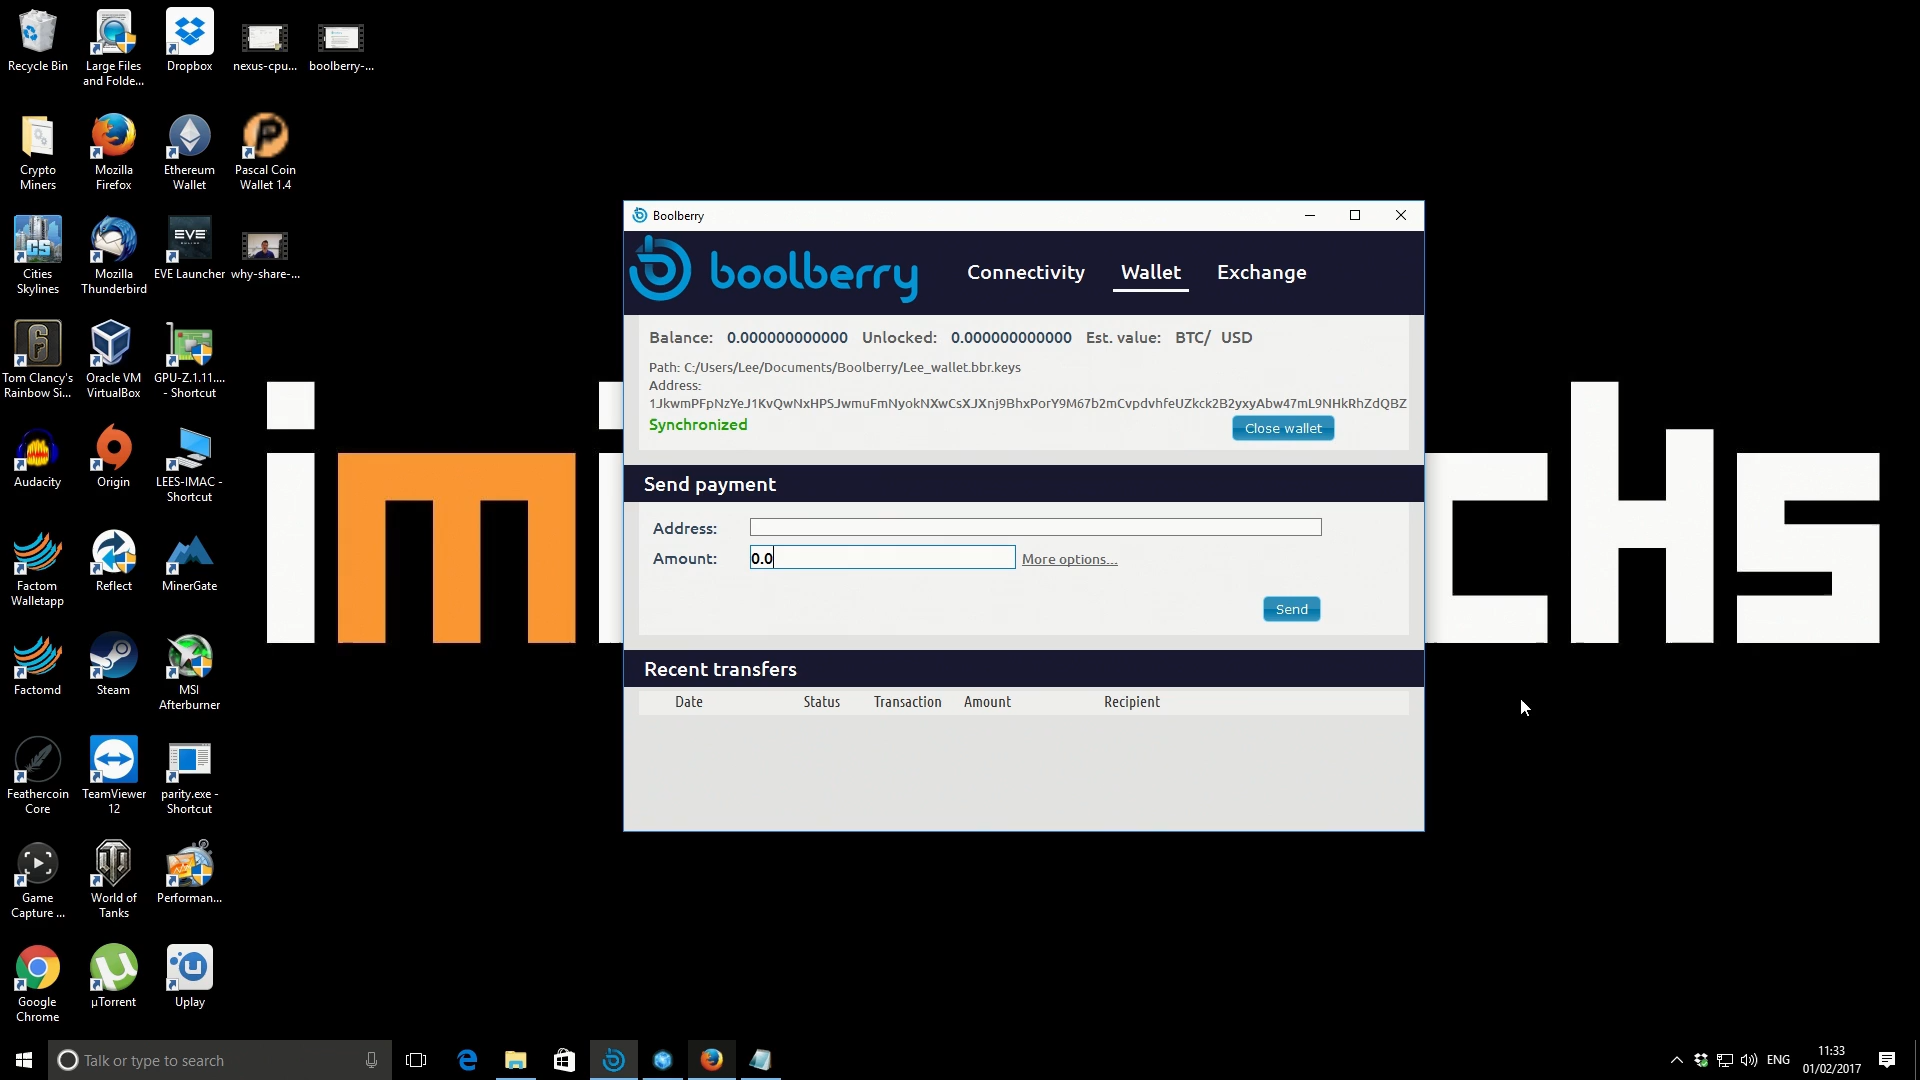 Recycle Bin
Large Files
and Folde...
Dropbox
nexus-cpu...
boolberry-...
Crypto
Miners
Mozilla
Firefox
Ethereum
Wallet
Pascal Coin
Wallet 1.4
Cities
Skylines
Mozilla
Thunderbird
EVE Launcher
why-share-...
Tom Clancy's
Rainbow Si...
Oracle VM
VirtualBox
GPU-Z.1.11....
- Shortcut
Audacity
Origin
LEES-IMAC -
Shortcut
Factom
Walletapp
Reflect
MinerGate
Factomd
Steam
MSI
Afterburner
Feathercoin
Core
TeamViewer
12
parity.exe -
Shortcut
Game
Capture ...
World of
Tanks
Performan...
Google
Chrome
µTorrent
Uplay
Boolberry
boolberry
Connectivity
Wallet
Exchange
Balance: 0.000000000000 Unlocked: 0.000000000000 Est. value: BTC/ USD
Path: C:/Users/Lee/Documents/Boolberry/Lee_wallet.bbr.keys
Address:
1JkwmPFpNzYeJ1KvQwNxHPSJwmuFmNyokNXwCsXJXnj9BhxPorY9M67b2mCvpdvhfeUZkck2B2yxyAbw47mL9NHkRhZdQBZ
Synchronized
Close wallet
Send payment
Address:
Amount: 0.0 More options...
Send
Recent transfers
Date Status Transaction Amount Recipient
Talk or type to search
ENG
11:33
01/02/2017